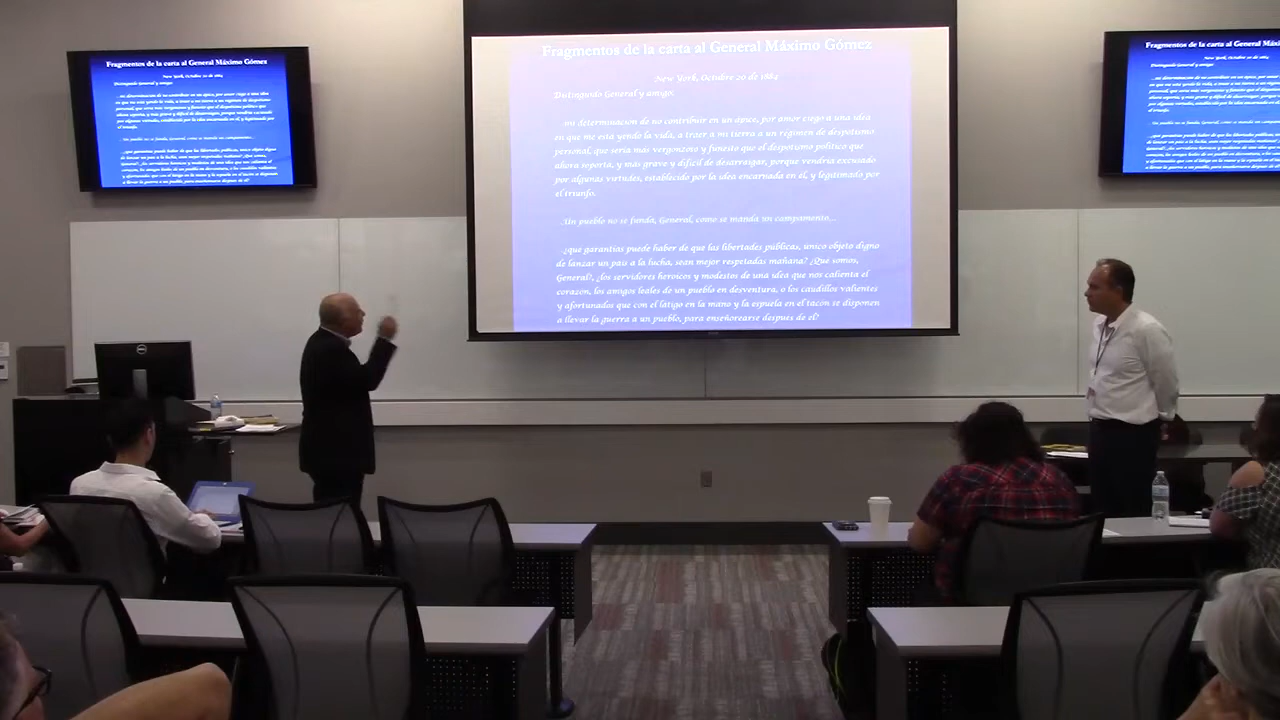 Fragmentos de la carta al General Máximo Gómez
New York, Octubre 20 de 1884
Distinguido General y amigo:
...mi determinación de no contribuir en un ápice, por amor ciego a una idea
en que me está yendo la vida, a traer a mi tierra a un régimen de despotismo
personal, que sería más vergonzoso y funesto que el despotismo político que
ahora soporta, y más grave y difícil de desarraigar, porque vendría excusado
por algunas virtudes, establecido por la idea encarnada en él, y legitimado por
el triunfo.
...Un pueblo no se funda, General, como se manda un campamento...
¿qué garantías puede haber de que las libertades públicas, único objeto digno
de lanzar un país a la lucha, sean mejor respetadas mañana? ¿Qué somos,
General?, ¿los servidores heroicos y modestos de una idea que nos calienta el
corazón, los amigos leales de un pueblo en desventura, o los caudillos valientes
y afortunados que con el látigo en la mano y la espuela en el tacón se disponen
a llevar la guerra a un pueblo, para enseñorearse después de él?
DELL